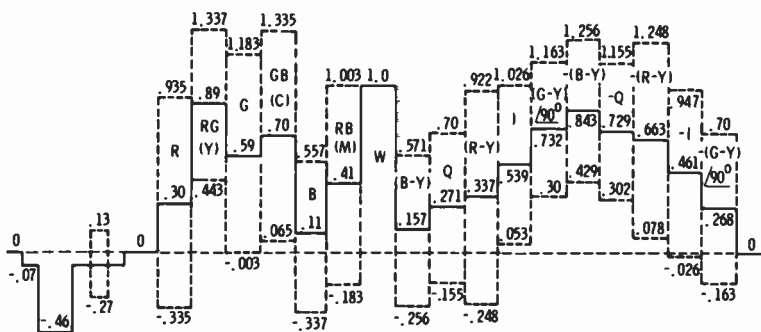 1.337 1.335 1.256
1.183 1.163 1.155 1.248
.935 1.003 1.0 .922 1.026
R RG (Y) G GB (C) B RB (M) W (B-Y) Q (R-Y) I (G-Y) /90° -(B-Y) -Q -(R-Y) -I -(G-Y) /90°
.89 .947
.59 .70 .557 .571 .70 .732 .843 .729 .663 .70
.443 .41 .539 .429 .461
.30 .271 .337 .30 .302 .268
.13 .11 .157
0 0 .065 .053 .078 0
-.07 -.003 -.026
-.27 -.183 -.155 -.163
-.46 -.335 -.337 -.256 -.248